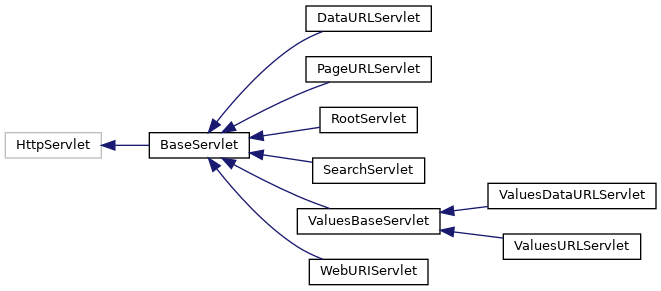 DataURLServlet
PageURLServlet
RootServlet
HttpServlet
BaseServlet
SearchServlet
ValuesDataURLServlet
ValuesBaseServlet
ValuesURLServlet
WebURIServlet